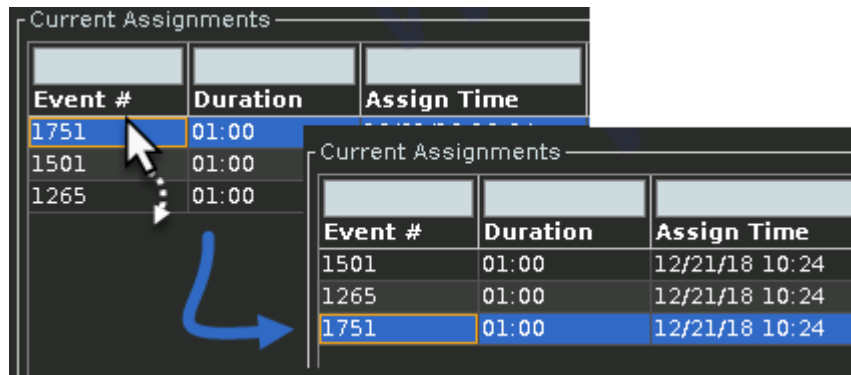 Current Assignments
Event # Duration Assign Time
1751 01:00
1501 01:00
1265 01:00
Current Assignments
Event # Duration Assign Time
1501 01:00 12/21/18 10:24
1265 01:00 12/21/18 10:24
1751 01:00 12/21/18 10:24